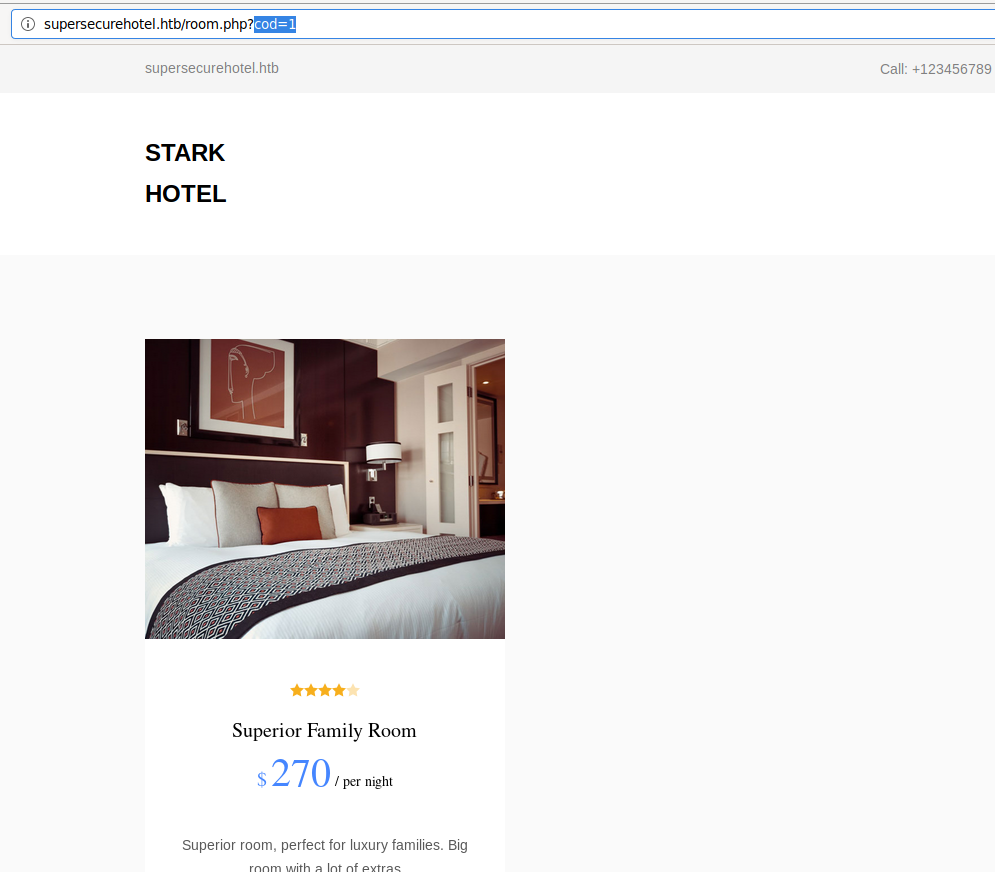 supersecurehotel.htb/room.php?cod=1
supersecurehotel.htb
Call: +123456789
STARK
HOTEL
Superior Family Room
$ 270 / per night
Superior room, perfect for luxury families. Big
room with a lot of extras